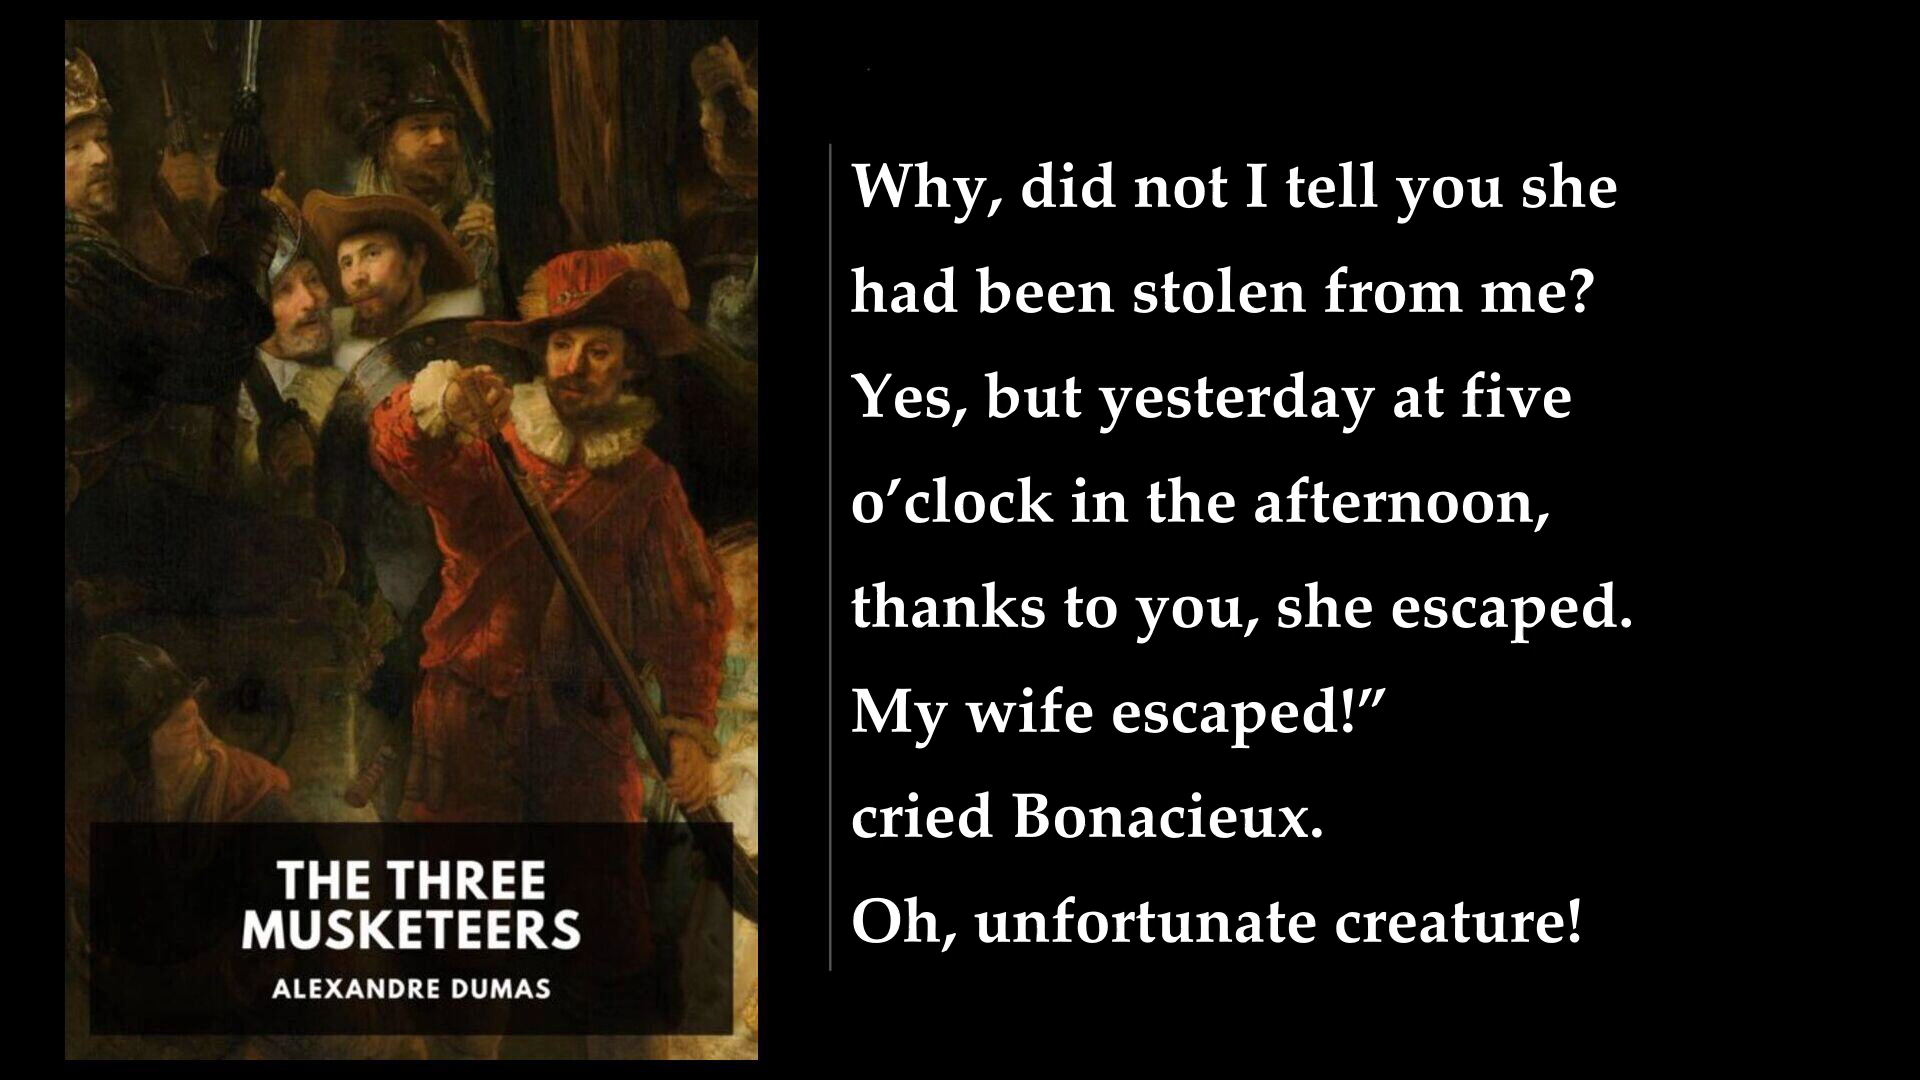 THE THREE
MUSKETEERS
ALEXANDRE DUMAS
Why, did not I tell you she
had been stolen from me?
Yes, but yesterday at five
o’clock in the afternoon,
thanks to you, she escaped.
My wife escaped!”
cried Bonacieux.
Oh, unfortunate creature!